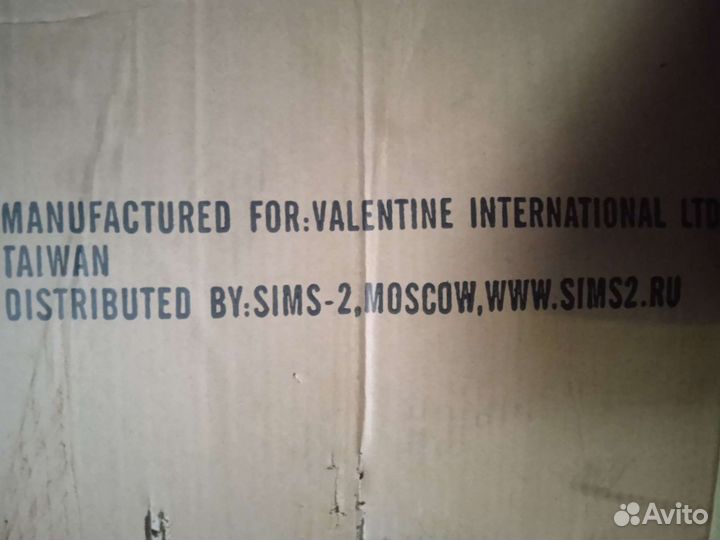 MANUFACTURED FOR:VALENTINE INTERNATIONAL LTD
TAIWAN
DISTRIBUTED BY:SIMS-2,MOSCOW,WWW.SIMS2.RU
Avito